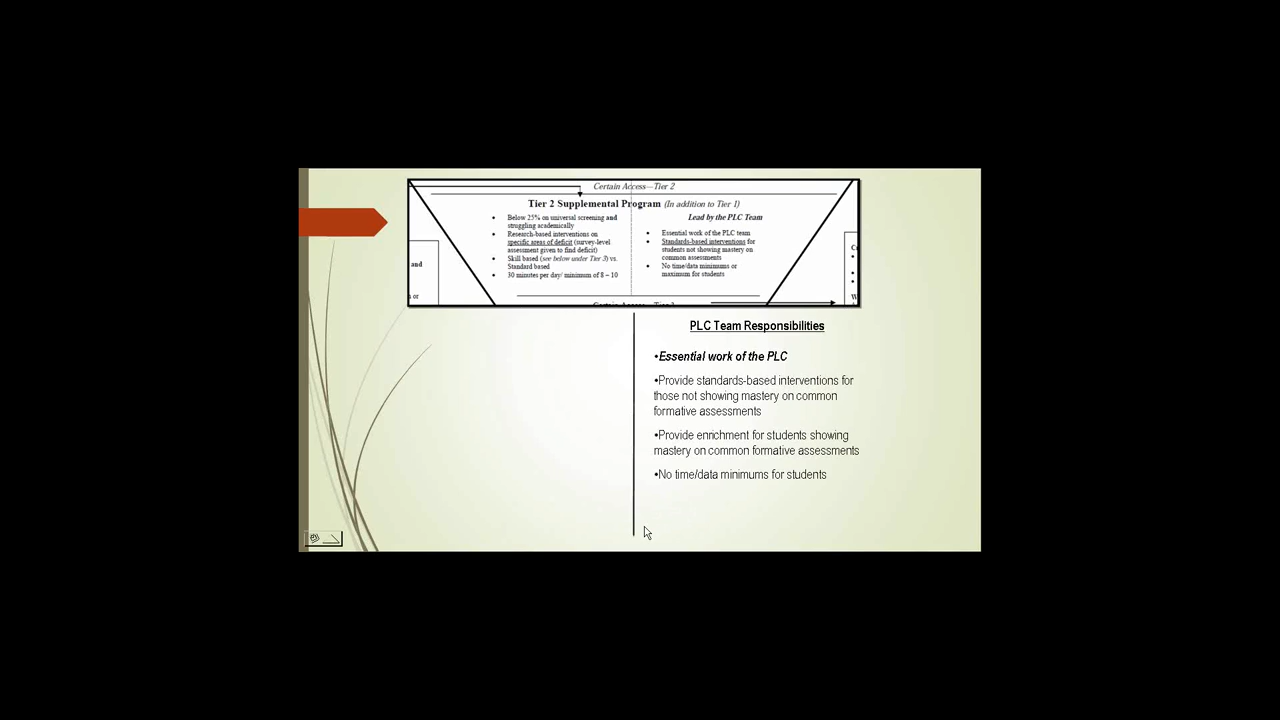 Certain Access—Tier 2
Tier 2 Supplemental Program (In addition to Tier 1)
• Below 25% on universal screening and
struggling academically
• Research-based interventions on
specific areas of deficit (survey-level
assessment given to find deficit)
• Skill based (see below under Tier 3) vs.
Standard based
• 30 minutes per day/ minimum of 8 – 10
Lead by the PLC Team
• Essential work of the PLC team
• Standards-based interventions for
students not showing mastery on
common assessments
• No time/data minimums or
maximum for students
and
s or
PLC Team Responsibilities
•Essential work of the PLC
•Provide standards-based interventions for
those not showing mastery on common
formative assessments
•Provide enrichment for students showing
mastery on common formative assessments
•No time/data minimums for students